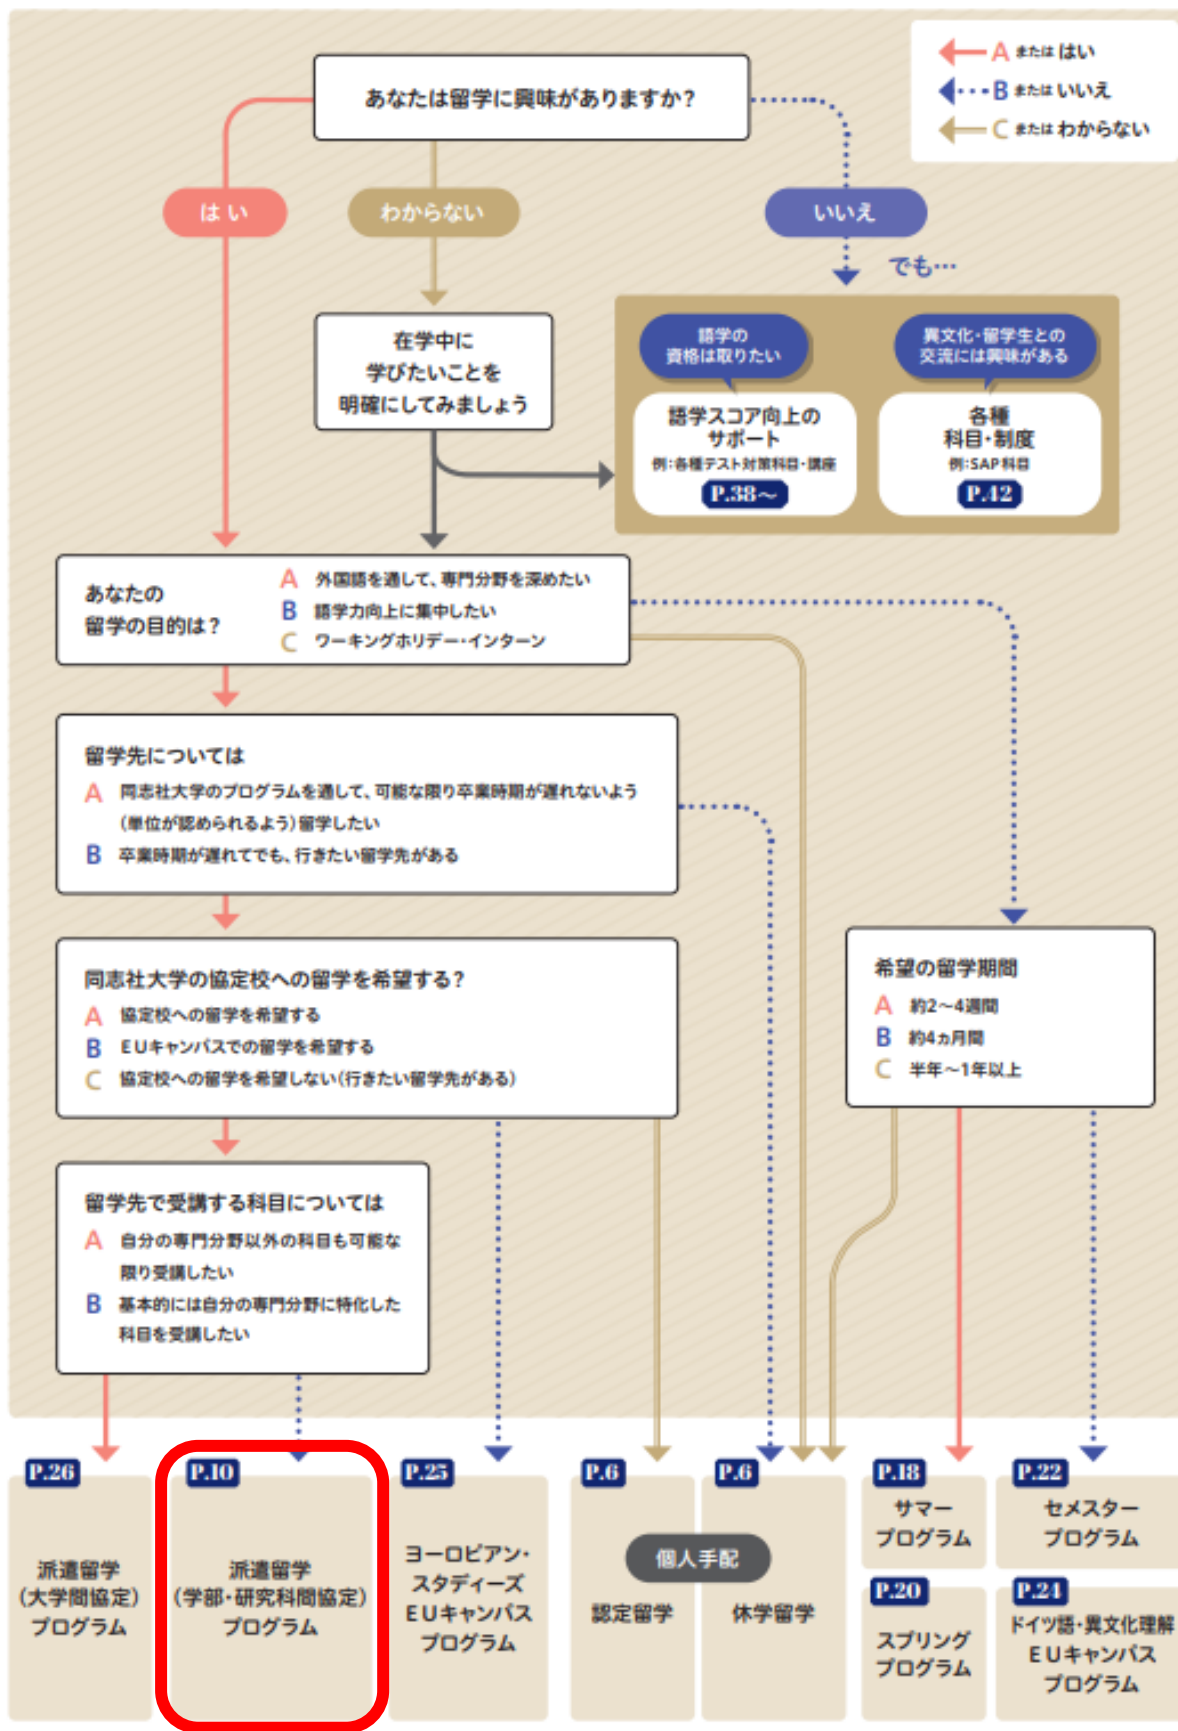 A または はい
B または いいえ
C または わからない
あなたは留学に興味がありますか？
はい
わからない
いいえ
でも…
在学中に
学びたいことを
明確にしてみましょう
語学の
資格は取りたい
異文化・留学生との
交流には興味がある
語学スコア向上の
サポート
例：各種テスト対策科目・講座
P.38～
各種
科目・制度
例：SAP科目
P.42
あなたの
留学の目的は？
A 外国語を通して、専門分野を深めたい
B 語学力向上に集中したい
C ワーキングホリデー・インターン
留学先については
A 同志社大学のプログラムを通して、可能な限り卒業時期が遅れないよう
（単位が認められるよう）留学したい
B 卒業時期が遅れてでも、行きたい留学先がある
同志社大学の協定校への留学を希望する？
A 協定校への留学を希望する
B EUキャンパスでの留学を希望する
C 協定校への留学を希望しない（行きたい留学先がある）
希望の留学期間
A 約2～4週間
B 約4ヵ月間
C 半年～1年以上
留学先で受講する科目については
A 自分の専門分野以外の科目も可能な
限り受講したい
B 基本的には自分の専門分野に特化した
科目を受講したい
P.26
派遣留学
（大学間協定）
プログラム
P.10
派遣留学
（学部・研究科間協定）
プログラム
P.25
ヨーロピアン・
スタディーズ
EUキャンパス
プログラム
P.6
認定留学
個人手配
P.6
休学留学
P.18
サマー
プログラム
P.20
スプリング
プログラム
P.22
セメスター
プログラム
P.24
ドイツ語・異文化理解
EUキャンパス
プログラム